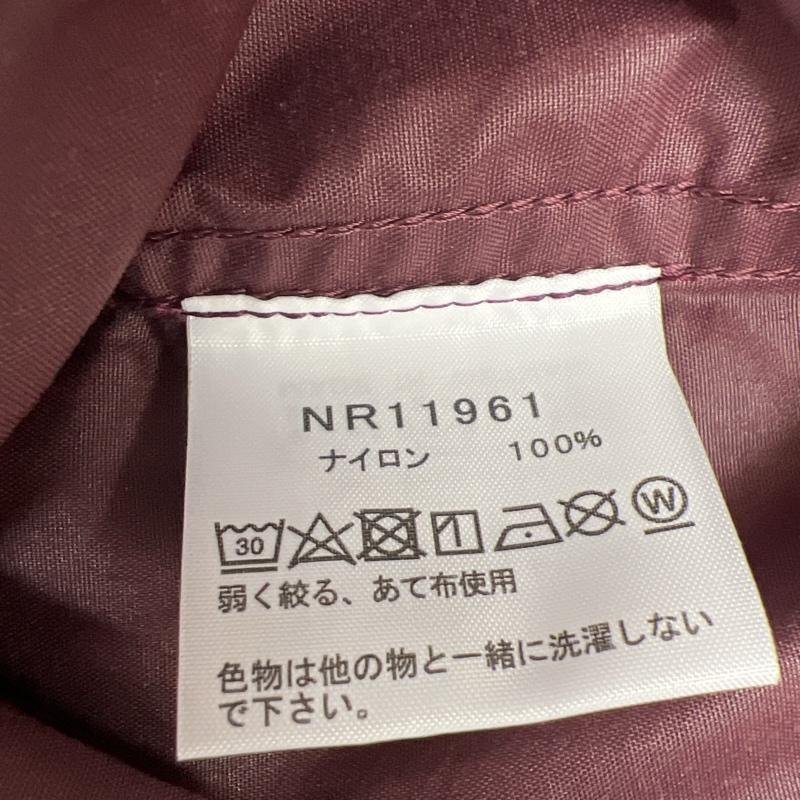 NR11961
ナイロン 100%
30 W
弱く絞る、あて布使用
色物は他の物と一緒に洗濯しない
で下さい。